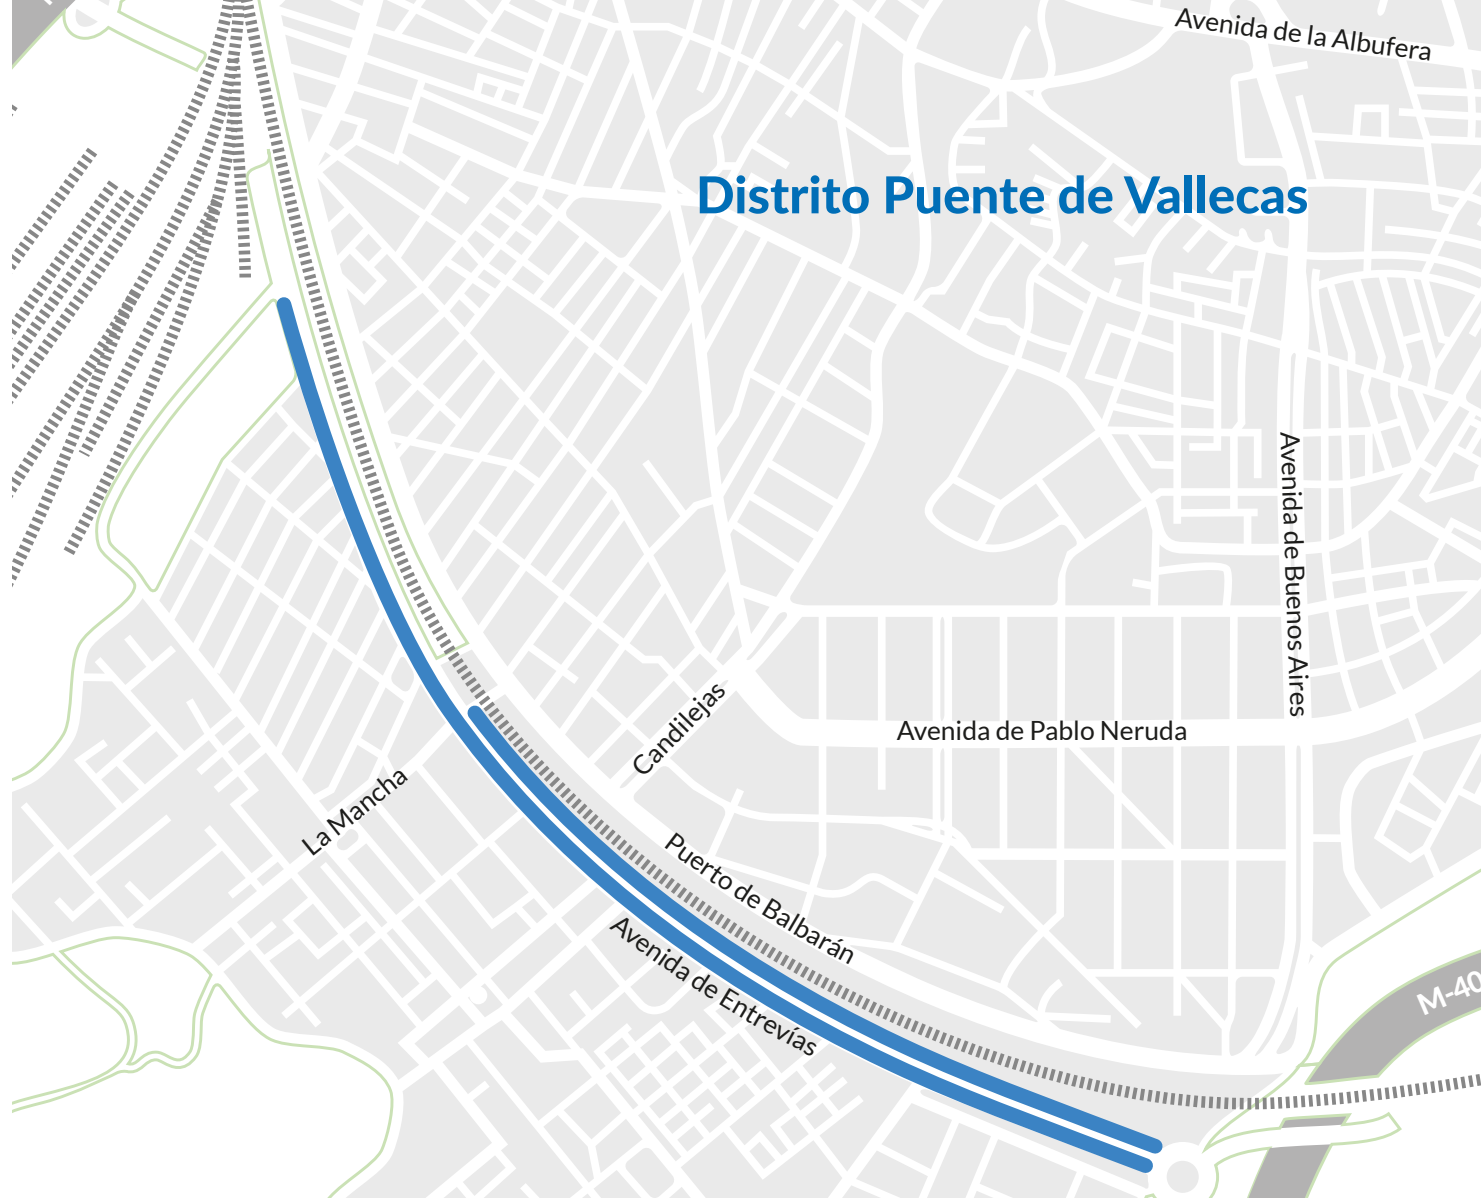 Avenida de la Albufera
Distrito Puente de Vallecas
Avenida de Buenos Aires
Candilejas
Avenida de Pablo Neruda
La Mancha
Puerto de Balbarán
Avenida de Entrevías
M-40